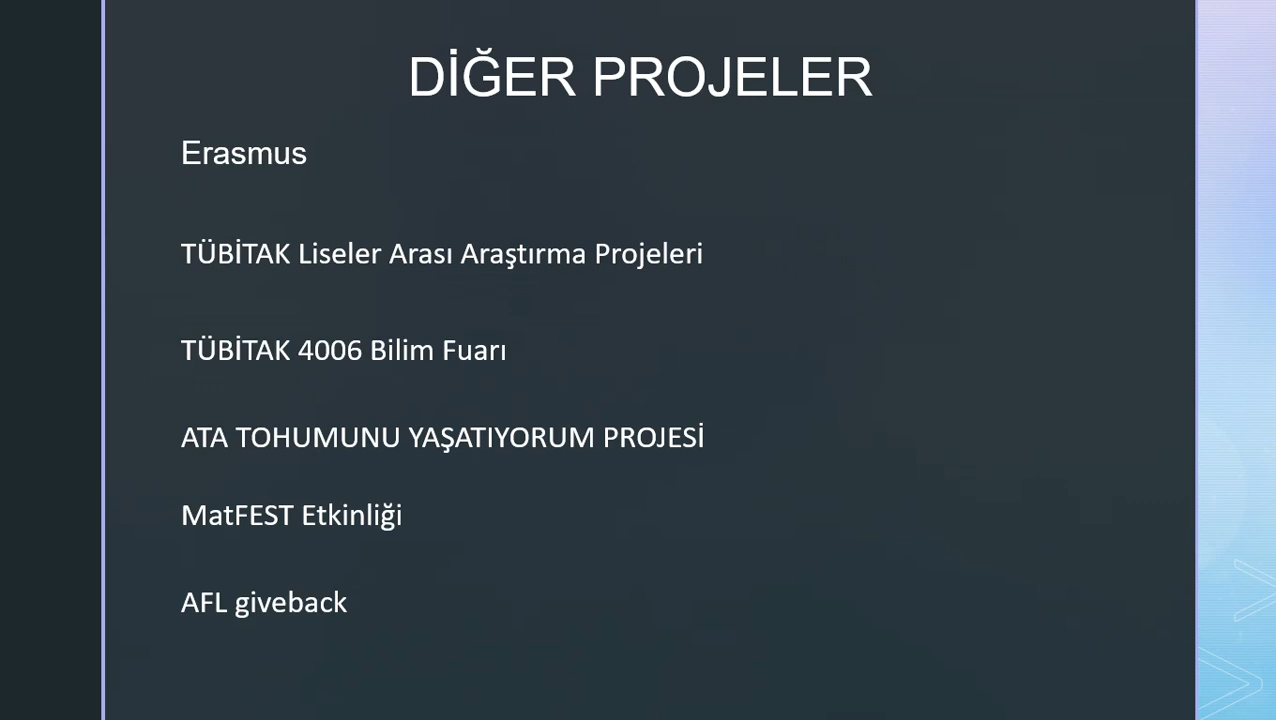 DİĞER PROJELER
Erasmus
TÜBİTAK Liseler Arası Araştırma Projeleri
TÜBİTAK 4006 Bilim Fuarı
ATA TOHUMUNU YAŞATIYORUM PROJESİ
MatFEST Etkinliği
AFL giveback